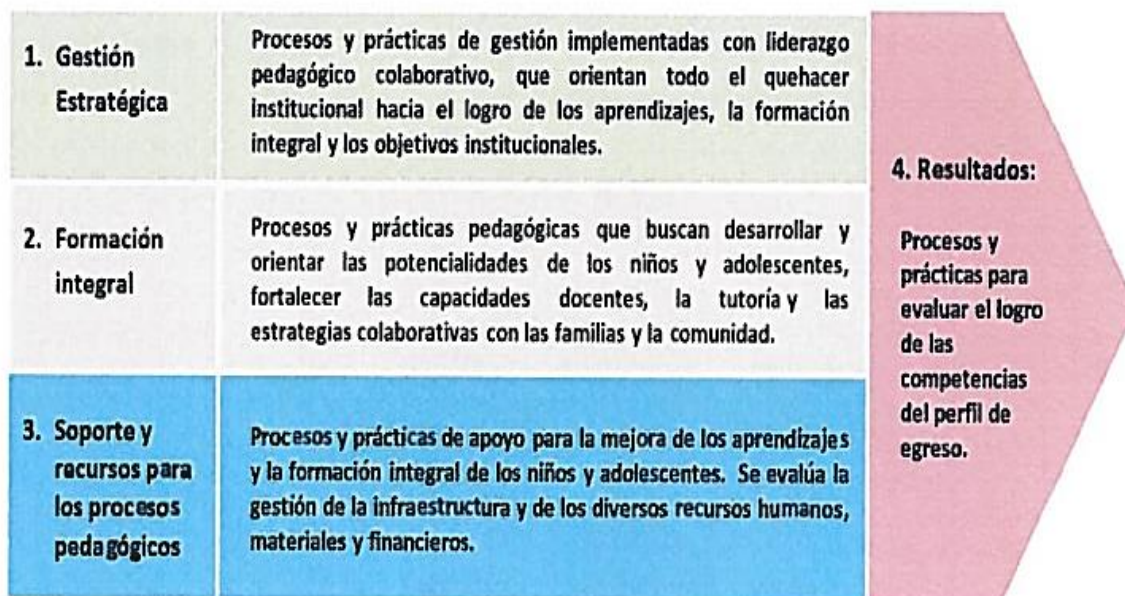 1. Gestión
Estratégica
Procesos y prácticas de gestión implementadas con liderazgo
pedagógico colaborativo, que orientan todo el quehacer
institucional hacia el logro de los aprendizajes, la formación
integral y los objetivos institucionales.
2. Formación
integral
Procesos y prácticas pedagógicas que buscan desarrollar y
orientar las potencialidades de los niños y adolescentes,
fortalecer las capacidades docentes, la tutoría y las
estrategias colaborativas con las familias y la comunidad.
3. Soporte y
recursos para
los procesos
pedagógicos
Procesos y prácticas de apoyo para la mejora de los aprendizajes
y la formación integral de los niños y adolescentes. Se evalúa la
gestión de la infraestructura y de los diversos recursos humanos,
materiales y financieros.
4. Resultados:
Procesos y
prácticas para
evaluar el logro
de las
competencias
del perfil de
egreso.